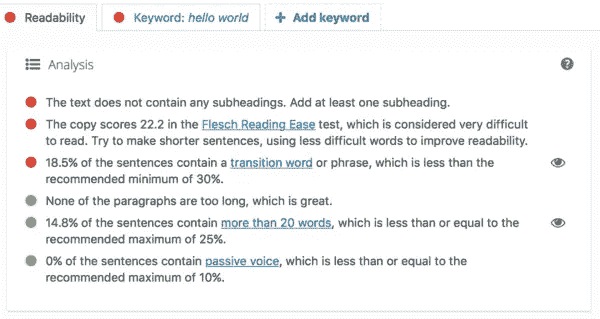 Readability
Keyword: hello world
+ Add keyword
Analysis
The text does not contain any subheadings. Add at least one subheading.
The copy scores 22.2 in the Flesch Reading Ease test, which is considered very difficult
to read. Try to make shorter sentences, using less difficult words to improve readability.
18.5% of the sentences contain a transition word or phrase, which is less than the
recommended minimum of 30%.
None of the paragraphs are too long, which is great.
14.8% of the sentences contain more than 20 words, which is less than or equal to the
recommended maximum of 25%.
0% of the sentences contain passive voice, which is less than or equal to the
recommended maximum of 10%.